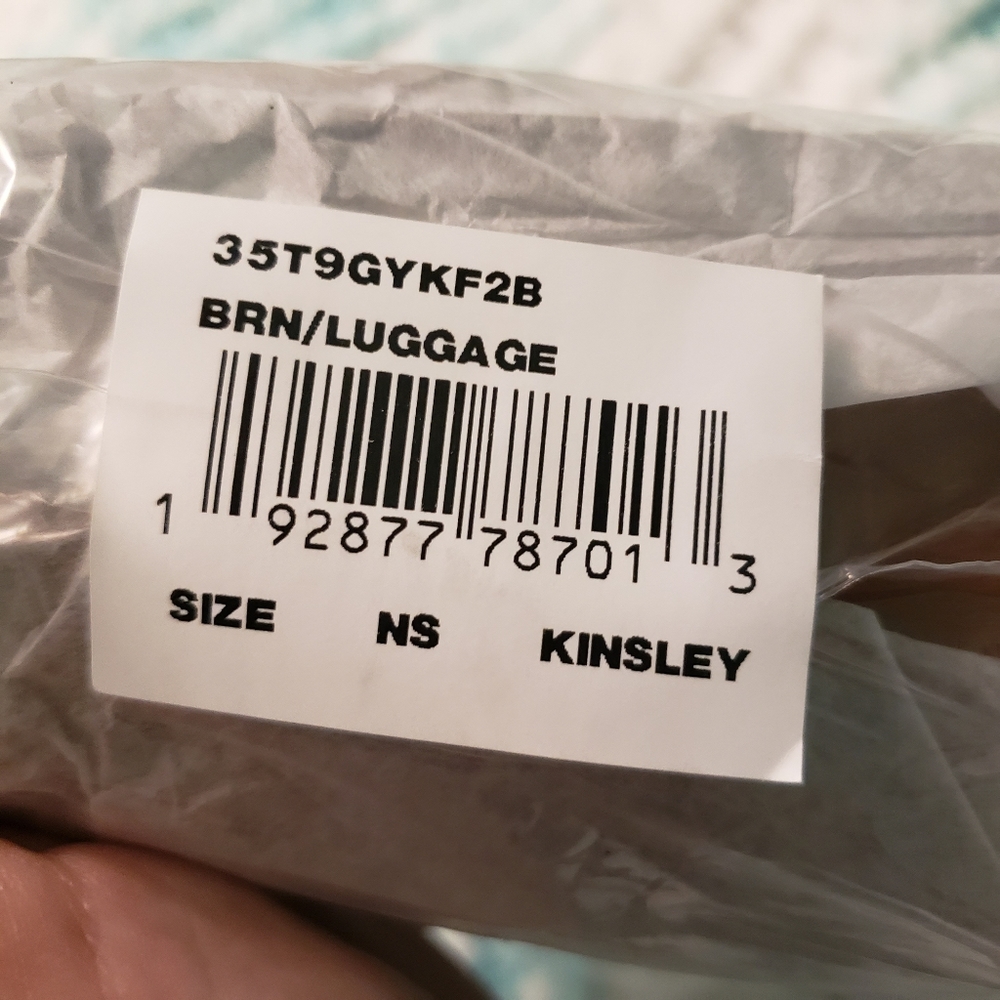 35T9GYKF2B
BRN/LUGGAGE
1 92877 78701 3
SIZE NS KINSLEY